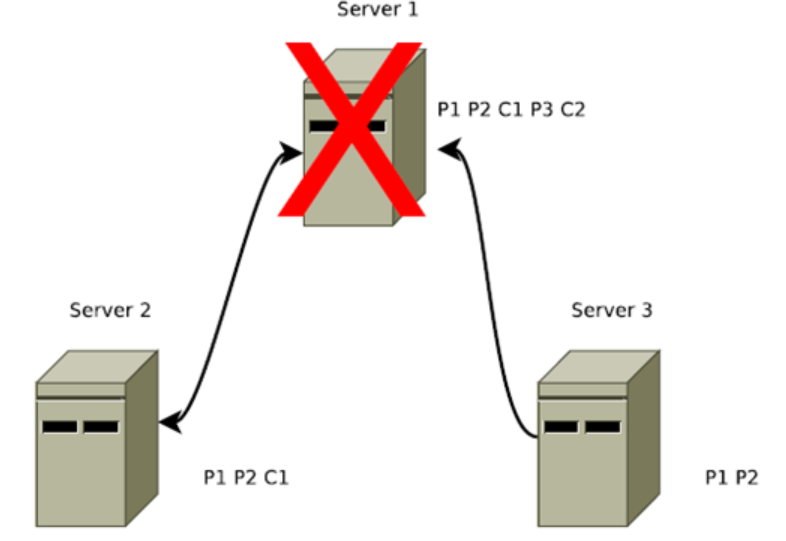 Server 1
P1 P2 C1 P3 C2
Server 2
Server 3
P1 P2 C1
P1 P2